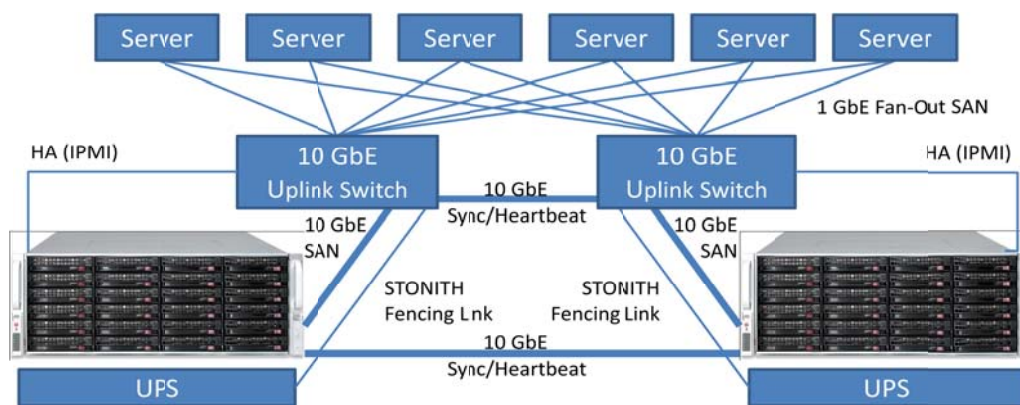 Server
Server
Server
Server
Server
Server
1 GbE Fan-Out SAN
HA (IPMI)
10 GbE
Uplink Switch
10 GbE
Uplink Switch
HA (IPMI)
10 GbE
Sync/Heartbeat
10 GbE
SAN
10 GbE
SAN
STONITH
Fencing Lnk
STONITH
Fencing Link
10 GbE
Sync/Heartbeat
UPS
UPS